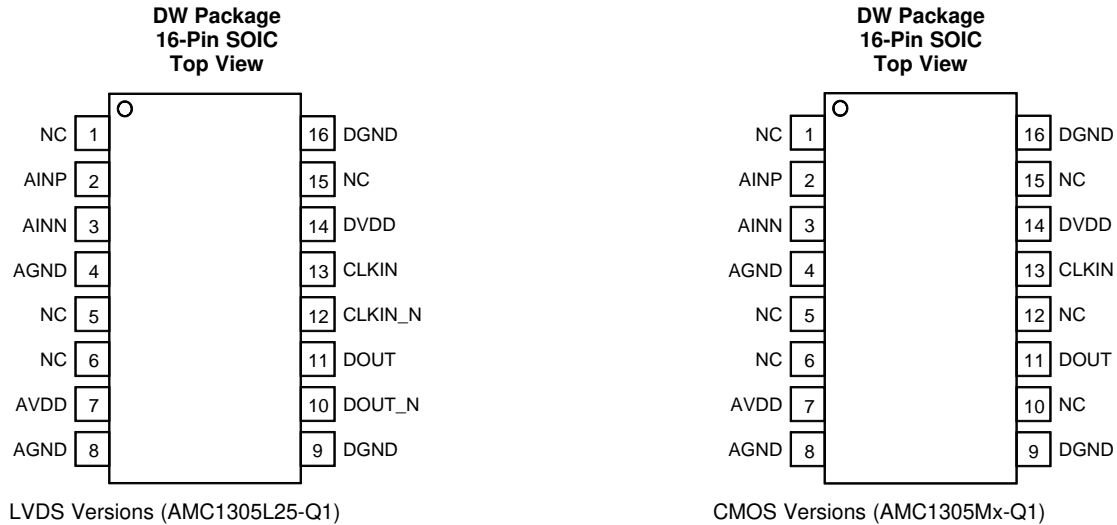 DW Package
16-Pin SOIC
Top View
NC 1 16 DGND
AINP 2 15 NC
AINN 3 14 DVDD
AGND 4 13 CLKIN
NC 5 12 CLKIN_N
NC 6 11 DOUT
AVDD 7 10 DOUT_N
AGND 8 9 DGND
LVDS Versions (AMC1305L25-Q1)
DW Package
16-Pin SOIC
Top View
NC 1 16 DGND
AINP 2 15 NC
AINN 3 14 DVDD
AGND 4 13 CLKIN
NC 5 12 NC
NC 6 11 DOUT
AVDD 7 10 NC
AGND 8 9 DGND
CMOS Versions (AMC1305Mx-Q1)